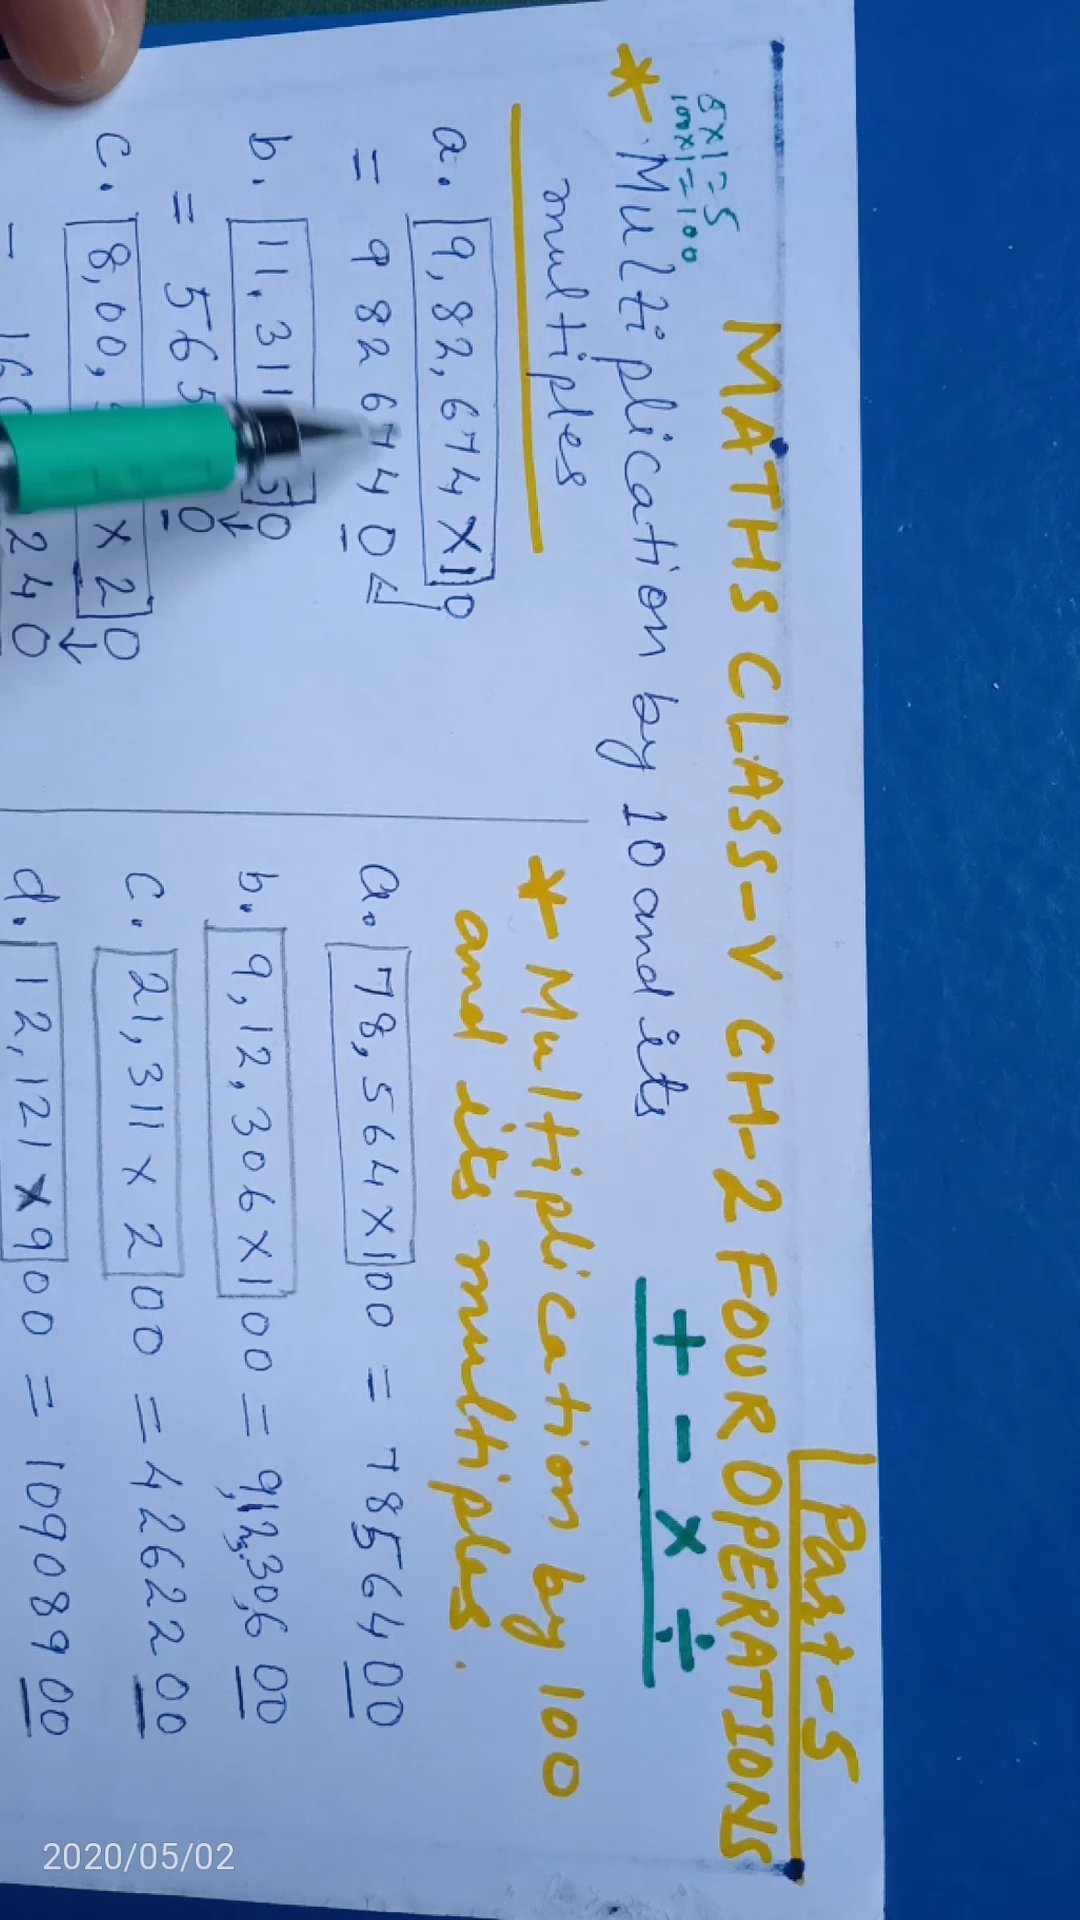 Part-5
MATHS CLASS-V CH-2 FOUR OPERATIONS
5×1=5
100×1=100
* Multiplication by 10 and its
multiples
+ - × ÷
a. 9,82,674×10
= 9826740
b. 11,311 50
= 565 0
c. 8,00, ×20
= 240
* Multiplication by 100
and its multiples.
a. 78,564×100 = 7856400
b. 9,12,306×100 = 9,12,30,600
c. 21,311×200 = 4262200
d. 12,121×900 = 10908900
2020/05/02